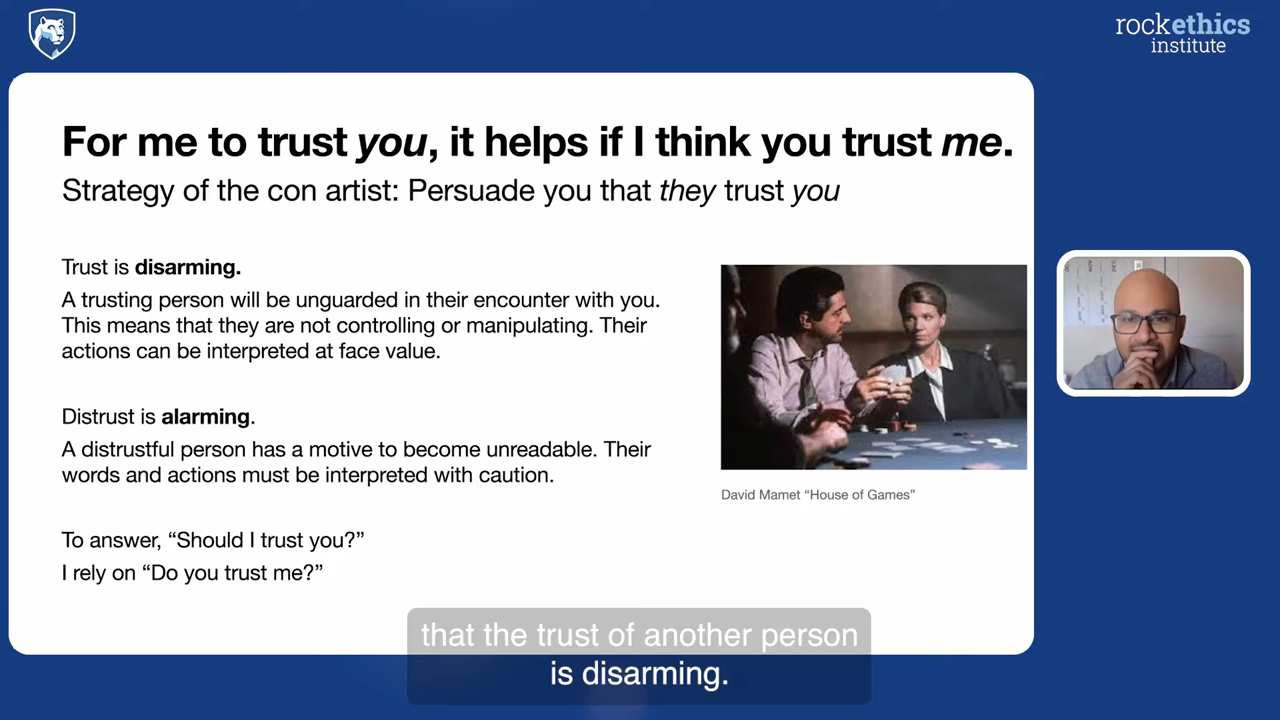 rockethics
institute
For me to trust you, it helps if I think you trust me.
Strategy of the con artist: Persuade you that they trust you
Trust is disarming.
A trusting person will be unguarded in their encounter with you.
This means that they are not controlling or manipulating. Their
actions can be interpreted at face value.
Distrust is alarming.
A distrustful person has a motive to become unreadable. Their
words and actions must be interpreted with caution.
To answer, “Should I trust you?”
I rely on “Do you trust me?”
David Mamet “House of Games”
that the trust of another person
is disarming.